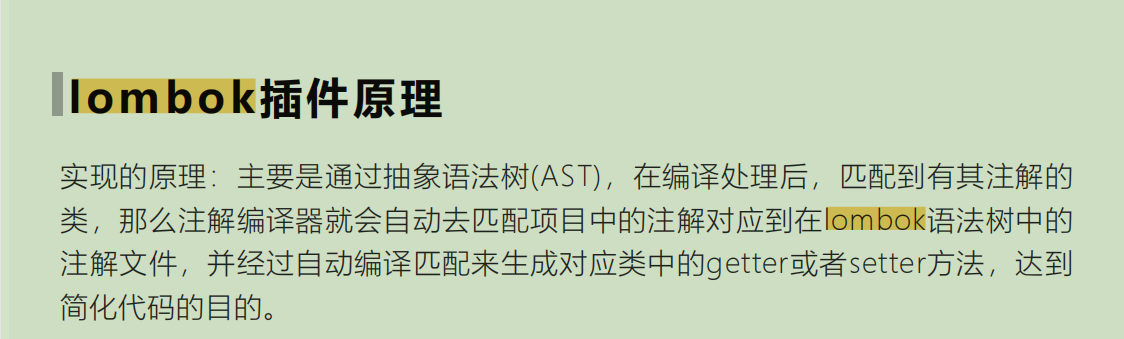 lombok插件原理
实现的原理：主要是通过抽象语法树(AST)，在编译处理后，匹配到有其注解的
类，那么注解编译器就会自动去匹配项目中的注解对应到在lombok语法树中的
注解文件，并经过自动编译匹配来生成对应类中的getter或者setter方法，达到
简化代码的目的。